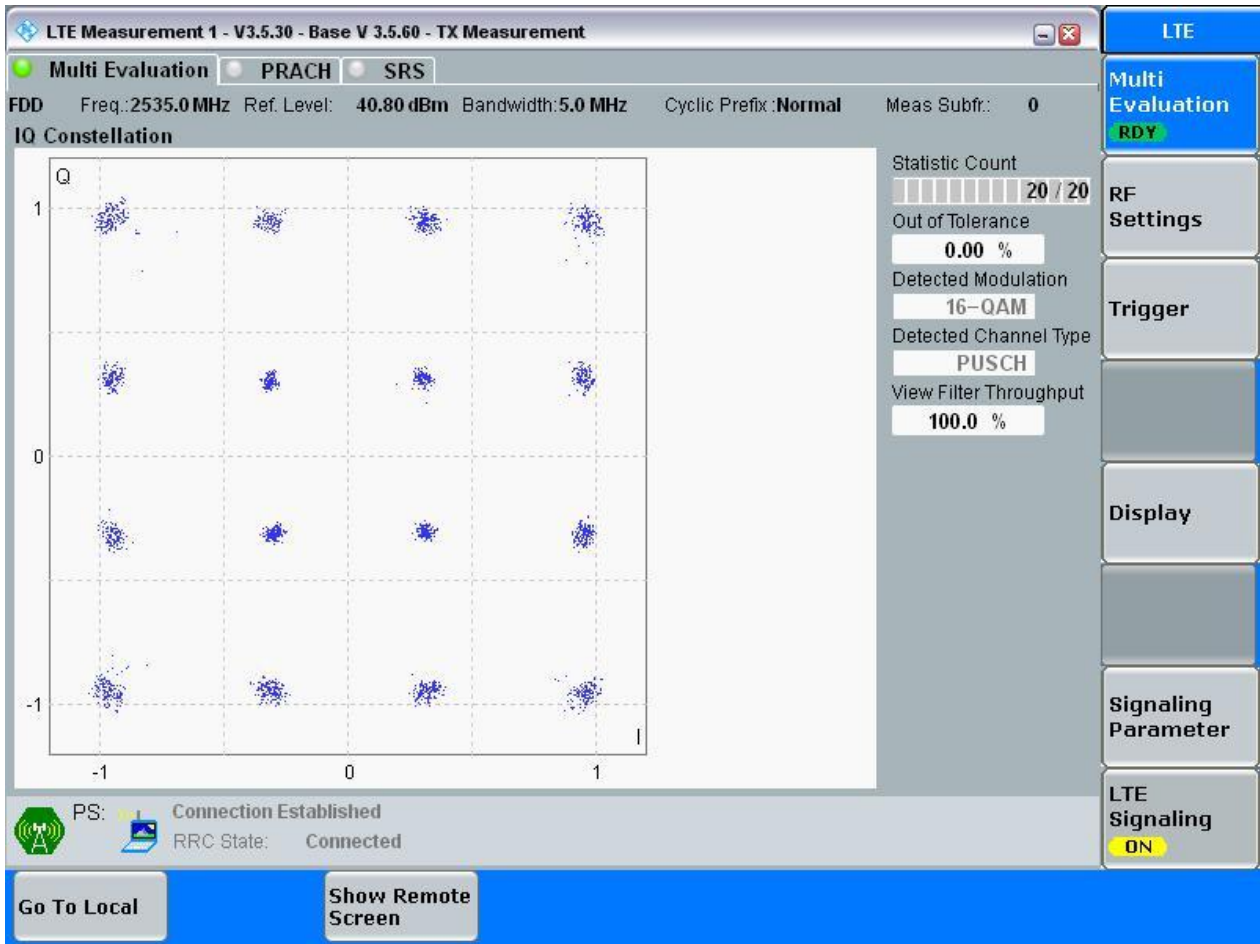 LTE Measurement 1 - V3.5.30 - Base V 3.5.60 - TX Measurement
LTE
Multi Evaluation PRACH SRS
FDD Freq.:2535.0 MHz Ref. Level: 40.80 dBm Bandwidth:5.0 MHz Cyclic Prefix :Normal Meas Subfr.: 0
IQ Constellation
Q
1
0
-1
-1 0 1
I
Statistic Count
20 / 20
Out of Tolerance
0.00 %
Detected Modulation
16-QAM
Detected Channel Type
PUSCH
View Filter Throughput
100.0 %
Multi
Evaluation
RDY
RF
Settings
Trigger
Display
Signaling
Parameter
LTE
Signaling
ON
PS: Connection Established
RRC State: Connected
Go To Local
Show Remote
Screen